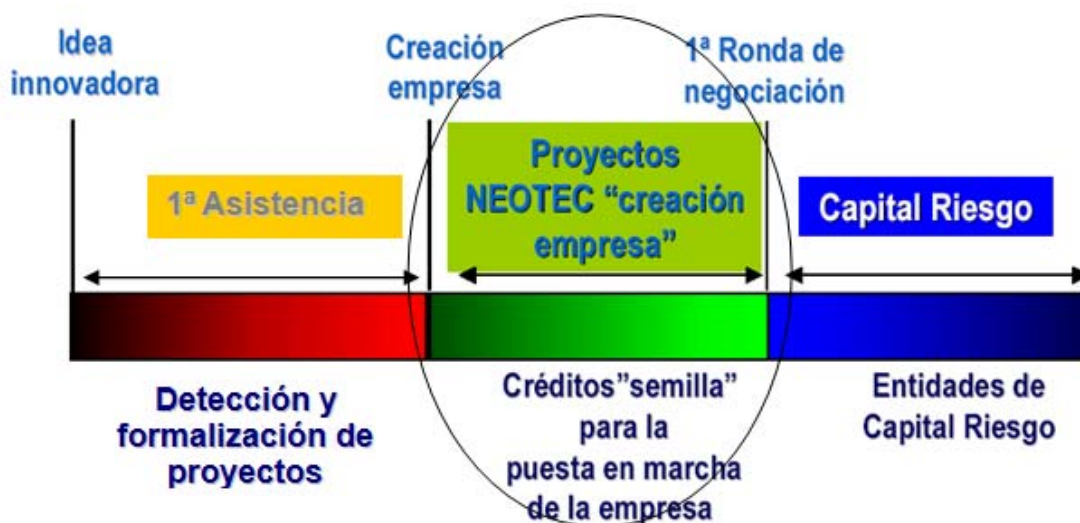 Idea
innovadora
Creación
empresa
1ª Ronda de
negociación
1ª Asistencia
Proyectos
NEOTEC “creación
empresa”
Capital Riesgo
Detección y
formalización de
proyectos
Créditos”semilla”
para la
puesta en marcha
de la empresa
Entidades de
Capital Riesgo